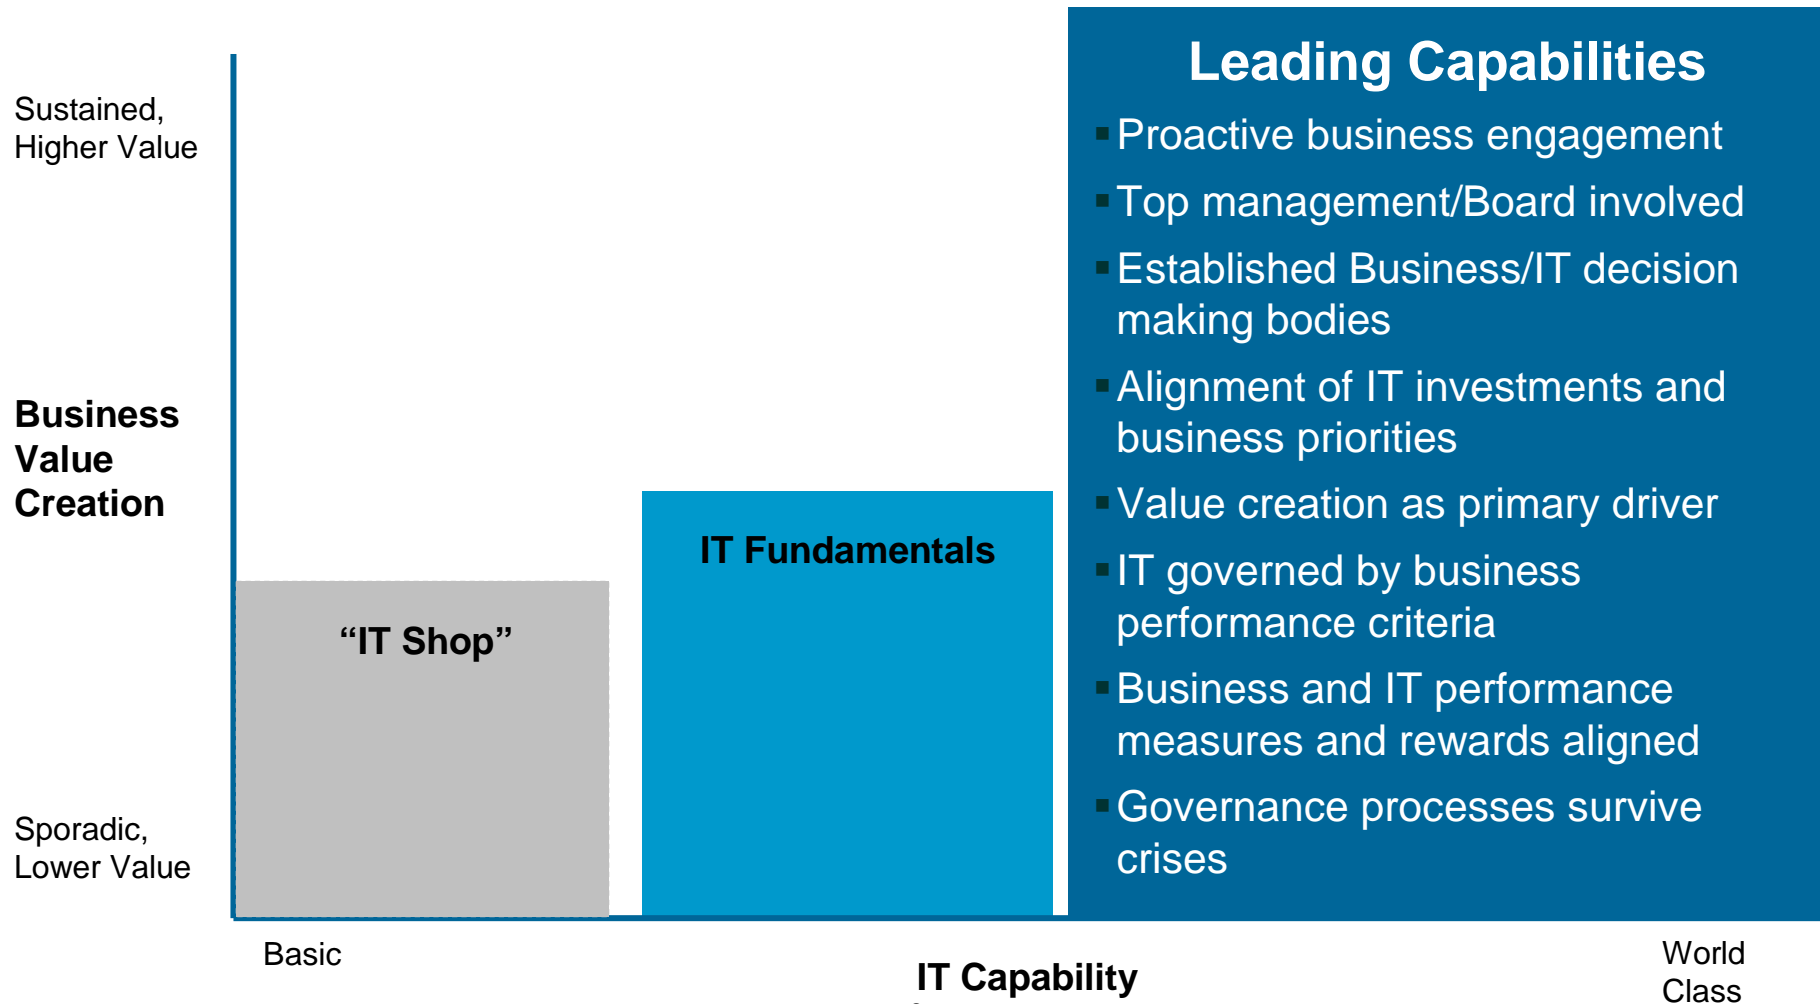 Leading Capabilities
Sustained,
Higher Value
▪Proactive business engagement
▪Top management/Board involved
▪Established Business/IT decision
making bodies
▪Alignment of IT investments and
business priorities
Business
Value
Creation
▪Value creation as primary driver
IT Fundamentals
▪IT governed by business
performance criteria
“IT Shop”
▪Business and IT performance
measures and rewards aligned
▪Governance processes survive
crises
Sporadic,
Lower Value
Basic
IT Capability
World
Class